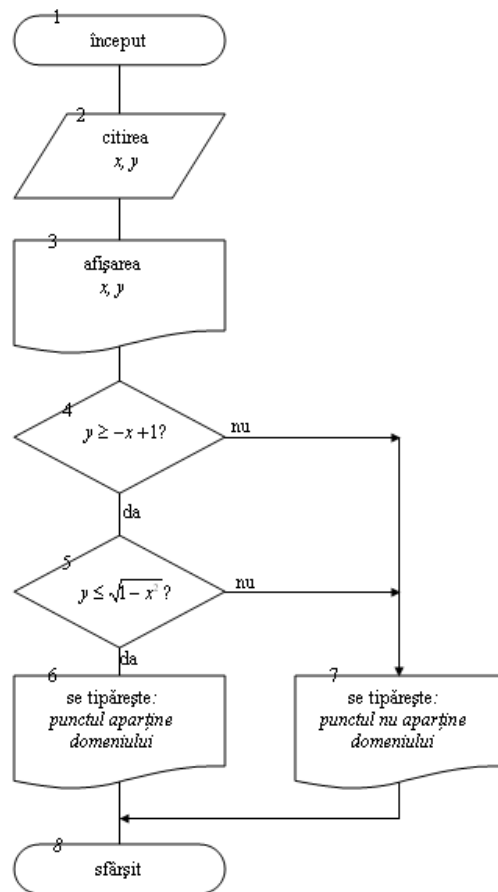 1
început
2
citirea
x, y
3
afişarea
x, y
4
y ≥ −x+1?
nu
da
5
y ≤ √1−x² ?
nu
da
6
se tipăreşte:
punctul aparţine
domeniului
7
se tipăreşte:
punctul nu aparţine
domeniului
8
sfârşit